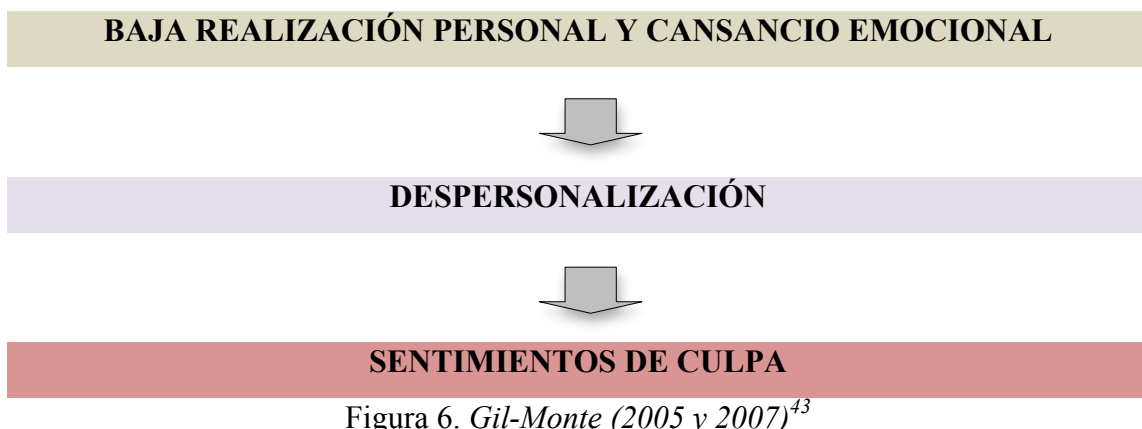 BAJA REALIZACIÓN PERSONAL Y CANSANCIO EMOCIONAL
DESPERSONALIZACIÓN
SENTIMIENTOS DE CULPA
Figura 6. Gil-Monte (2005 y 2007)43